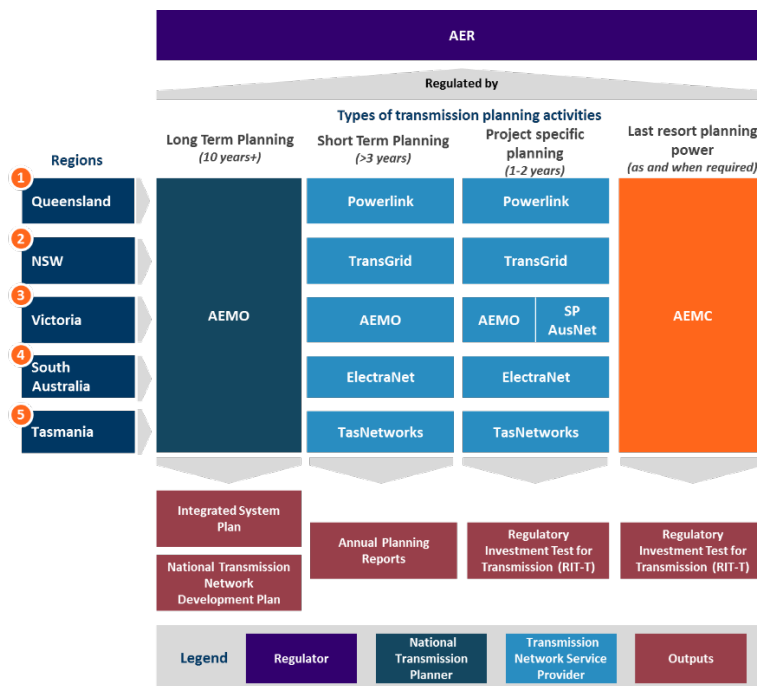 AER
Regulated by
Types of transmission planning activities
Regions
Long Term Planning
(10 years+)
Short Term Planning
(>3 years)
Project specific
planning
(1-2 years)
Last resort planning
power
(as and when required)
1
Queensland
Powerlink
Powerlink
2
NSW
TransGrid
TransGrid
3
Victoria
AEMO
AEMO
AEMO
SP
AusNet
AEMC
4
South
Australia
ElectraNet
ElectraNet
5
Tasmania
TasNetworks
TasNetworks
Integrated System
Plan
National Transmission
Network
Development Plan
Annual Planning
Reports
Regulatory
Investment Test for
Transmission (RIT-T)
Regulatory
Investment Test for
Transmission (RIT-T)
Legend
Regulator
National
Transmission
Planner
Transmission
Network Service
Provider
Outputs